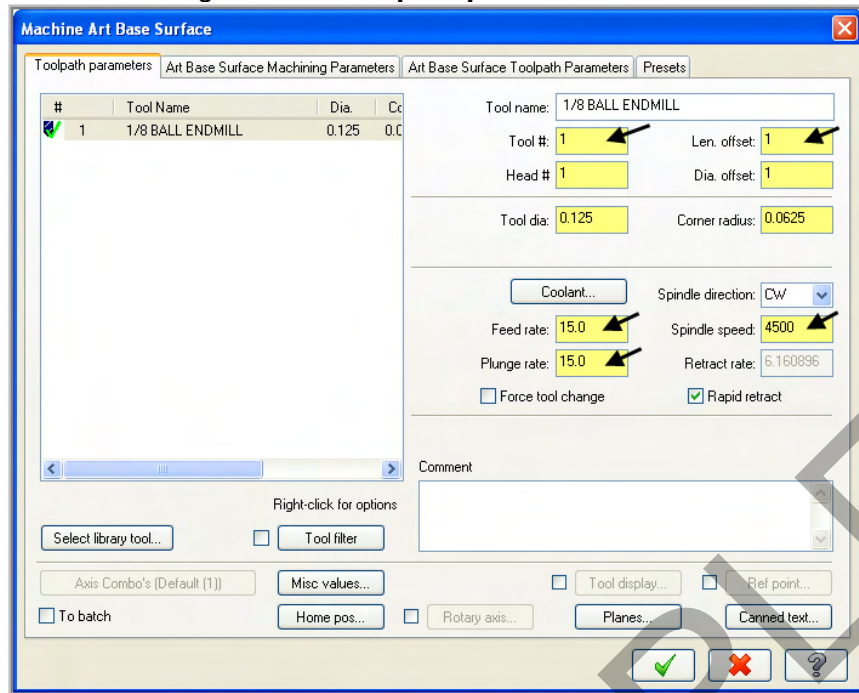 Machine Art Base Surface
Toolpath parameters Art Base Surface Machining Parameters Art Base Surface Toolpath Parameters Presets
# Tool Name Dia. Cc
1 1/8 BALL ENDMILL 0.125 0.0
Tool name: 1/8 BALL ENDMILL
Tool #: 1 Len. offset: 1
Head # 1 Dia. offset: 1
Tool dia: 0.125 Corner radius: 0.0625
Coolant... Spindle direction: CW
Feed rate: 15.0 Spindle speed: 4500
Plunge rate: 15.0 Retract rate: 6.160896
Force tool change Rapid retract
Comment
Right-click for options
Select library tool... Tool filter
Axis Combo's (Default (1)) Misc values... Tool display... Ref point...
To batch Home pos... Rotary axis... Planes... Canned text...